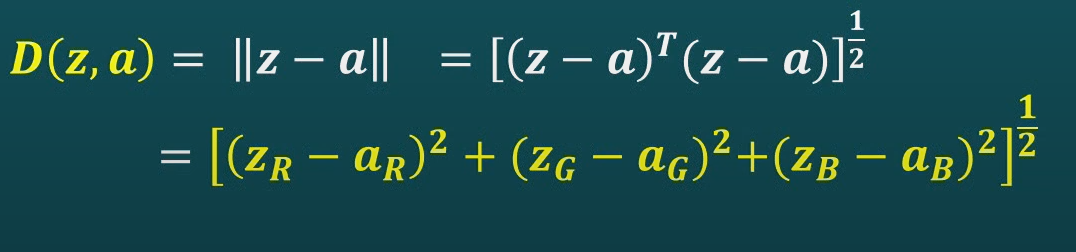 D(z, a) = ‖z − a‖ = [(z − a)ᵀ(z − a)]^(1/2)
= [(z_R − a_R)² + (z_G − a_G)²+(z_B − a_B)²]^(1/2)